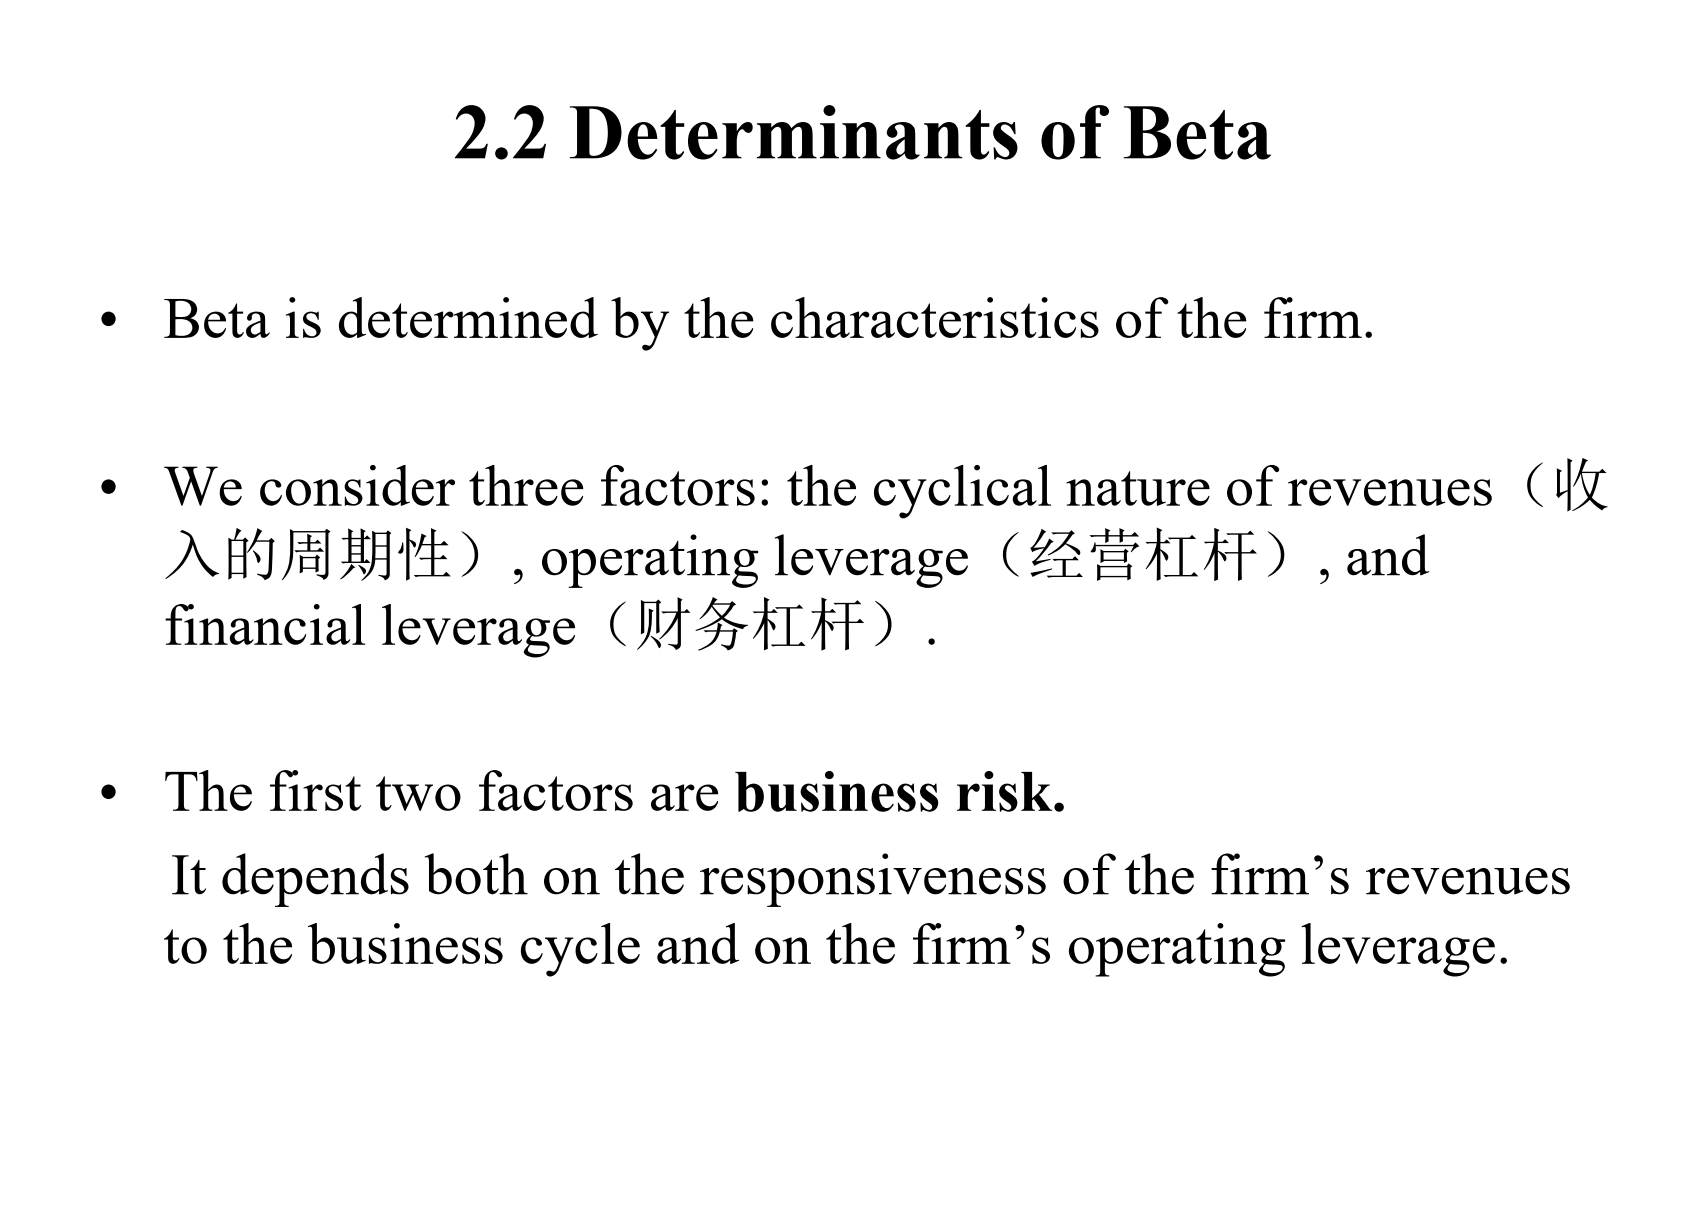 2.2 Determinants of Beta
• Beta is determined by the characteristics of the firm.
• We consider three factors: the cyclical nature of revenues（收
入的周期性）, operating leverage（经营杠杆）, and
financial leverage（财务杠杆）.
• The first two factors are business risk.
It depends both on the responsiveness of the firm’s revenues
to the business cycle and on the firm’s operating leverage.